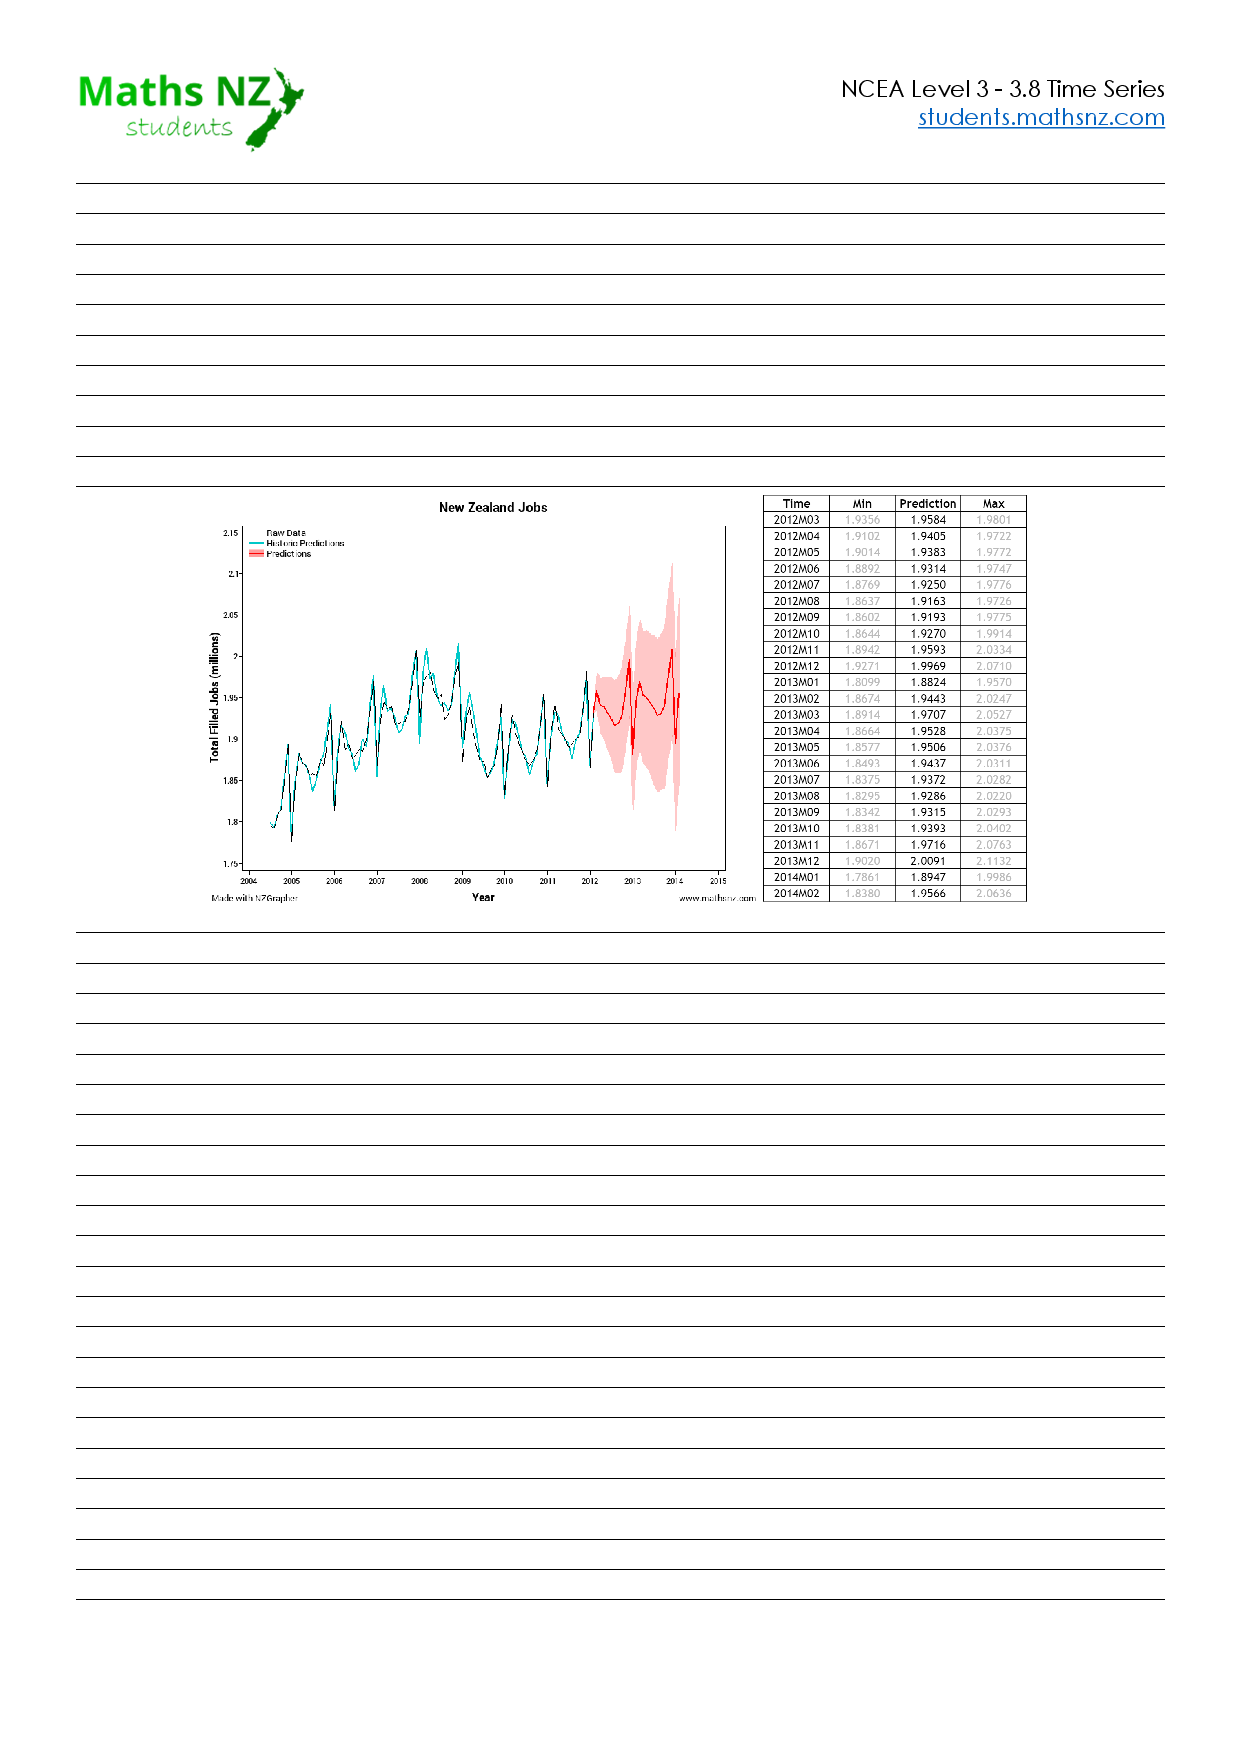 Maths NZ
students
NCEA Level 3 - 3.8 Time Series
students.mathsnz.com
New Zealand Jobs
Raw Data
Historic Predictions
Predictions
Total Filled Jobs (millions)
2.15
2.1
2.05
2
1.95
1.9
1.85
1.8
1.75
2004 2005 2006 2007 2008 2009 2010 2011 2012 2013 2014 2015
Year
Made with NZGrapher
www.mathsnz.com
Time Min Prediction Max
2012M03 1.9356 1.9584 1.9801
2012M04 1.9102 1.9405 1.9722
2012M05 1.9014 1.9383 1.9772
2012M06 1.8892 1.9314 1.9747
2012M07 1.8769 1.9250 1.9776
2012M08 1.8637 1.9163 1.9726
2012M09 1.8602 1.9193 1.9775
2012M10 1.8644 1.9270 1.9914
2012M11 1.8942 1.9593 2.0334
2012M12 1.9271 1.9969 2.0710
2013M01 1.8099 1.8824 1.9570
2013M02 1.8674 1.9443 2.0247
2013M03 1.8914 1.9707 2.0527
2013M04 1.8664 1.9528 2.0375
2013M05 1.8577 1.9506 2.0376
2013M06 1.8493 1.9437 2.0311
2013M07 1.8375 1.9372 2.0282
2013M08 1.8295 1.9286 2.0220
2013M09 1.8342 1.9315 2.0293
2013M10 1.8381 1.9393 2.0402
2013M11 1.8671 1.9716 2.0763
2013M12 1.9020 2.0091 2.1132
2014M01 1.7861 1.8947 1.9986
2014M02 1.8380 1.9566 2.0636